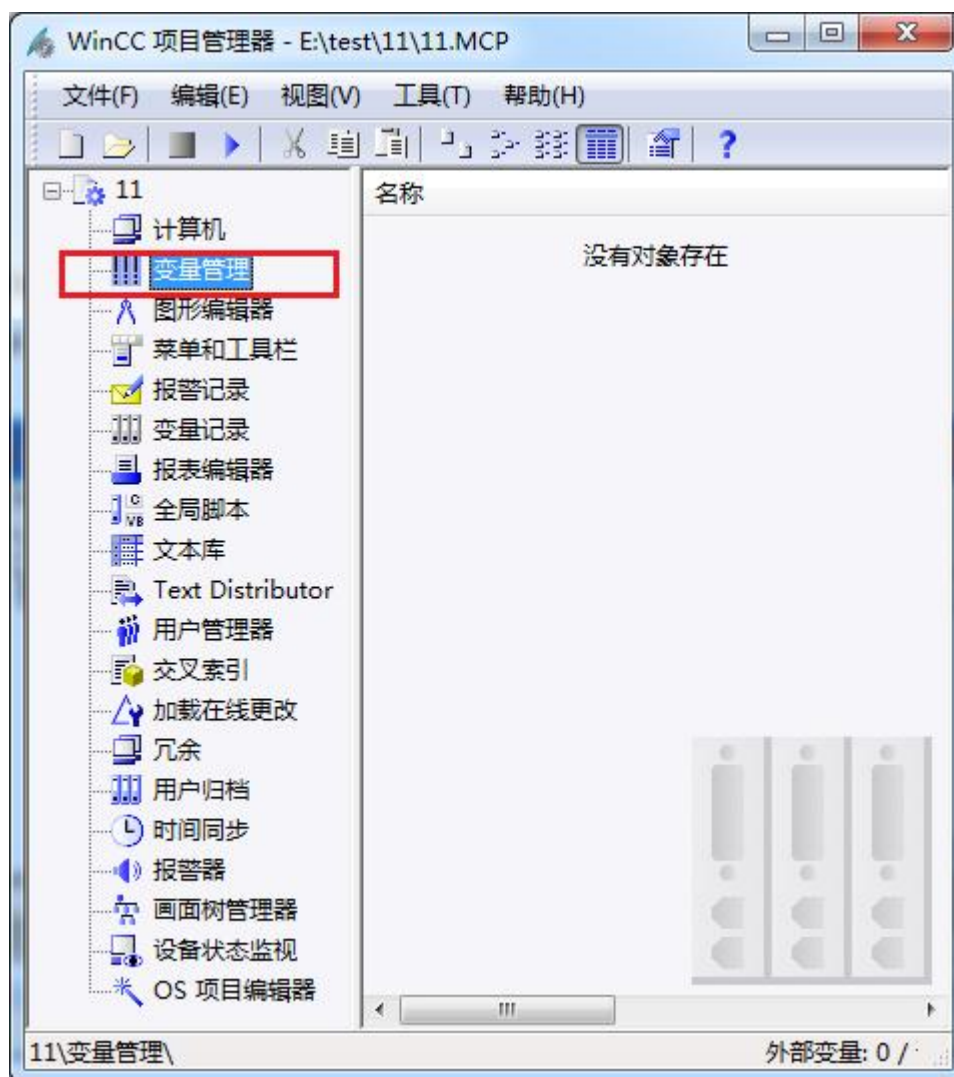 WinCC 项目管理器 - E:\test\11\11.MCP
文件(F) 编辑(E) 视图(V) 工具(T) 帮助(H)
11
名称
计算机
没有对象存在
变量管理
图形编辑器
菜单和工具栏
报警记录
变量记录
报表编辑器
全局脚本
文本库
Text Distributor
用户管理器
交叉索引
加载在线更改
冗余
用户归档
时间同步
报警器
画面树管理器
设备状态监视
OS 项目编辑器
11\变量管理\ 外部变量: 0 /